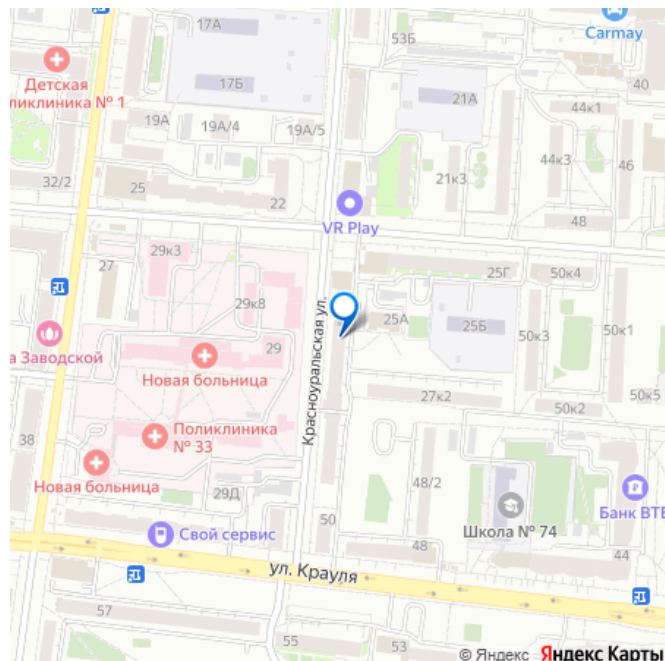 17А
53Б
Carmay
Детская
оликлиника № 1
17Б
40
21А
44к1
19А
19А/4
19А/5
44к3
46
32/2
25
22
21к3
VR Play
48
29к3
27
25Г
50к4
29к8
Красноуральская ул.
25А
25Б
50к3
50к1
а Заводской
29
Новая больница
27к2
50к2
50к5
Поликлиника
№ 33
38
Новая больница
29Д
48/2
Школа № 74
Банк ВТБ
50
Свой сервис
48
44
ул. Крауля
57
55
53
© Яндекс Яндекс Карты